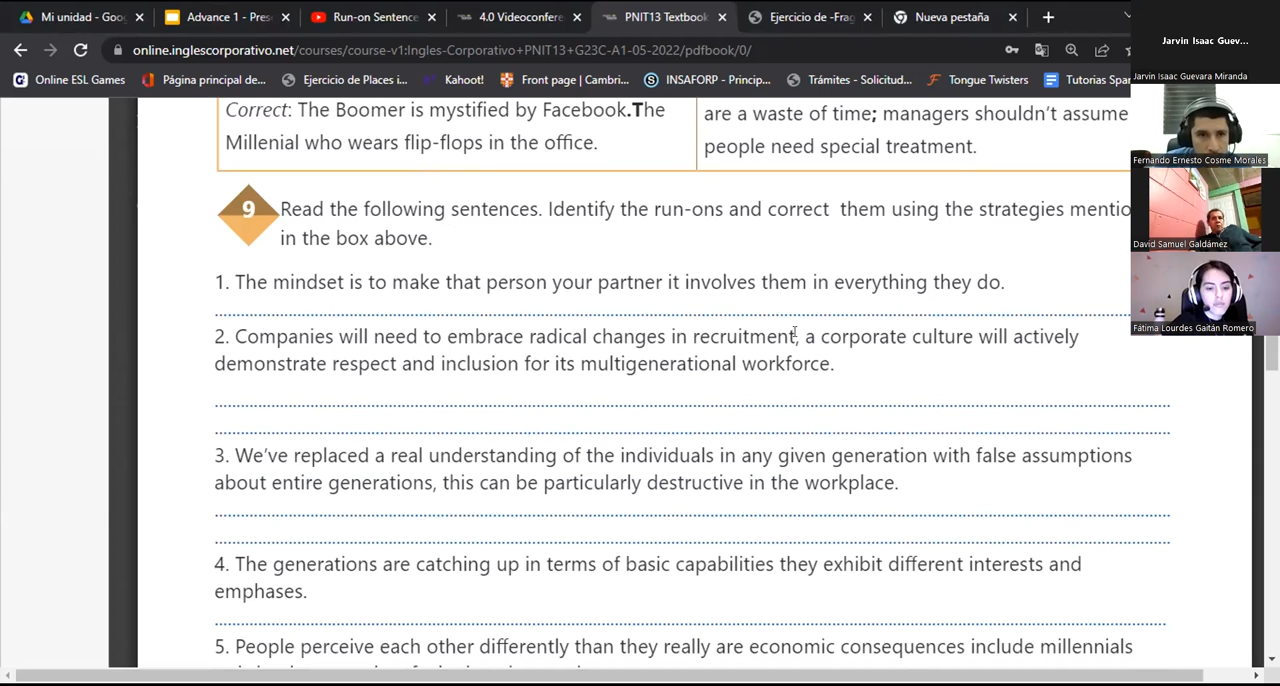 Mi unidad - Goo
Advance 1 - Pres
Run-on Sentence
4.0 Videoconfere
PNIT13 Textbook
Ejercicio de -Frag
Nueva pestaña
online.inglescorporativo.net/courses/course-v1:Ingles-Corporativo+PNIT13+G23C-A1-05-2022/pdfbook/0/
Online ESL Games
Página principal de...
Ejercicio de Places i...
Kahoot!
Front page | Cambri...
INSAFORP - Princip...
Trámites - Solicitud...
Tongue Twisters
Tutorias Spar
Jarvin Isaac Guev...
Jarvin Isaac Guevara Miranda
Fernando Ernesto Cosme Morales
David Samuel Galdámez
Fátima Lourdes Gaitán Romero
Correct: The Boomer is mystified by Facebook.The
Millenial who wears flip-flops in the office.
are a waste of time; managers shouldn't assume
people need special treatment.
9 Read the following sentences. Identify the run-ons and correct them using the strategies mentio
in the box above.
1. The mindset is to make that person your partner it involves them in everything they do.
2. Companies will need to embrace radical changes in recruitment, a corporate culture will actively
demonstrate respect and inclusion for its multigenerational workforce.
3. We've replaced a real understanding of the individuals in any given generation with false assumptions
about entire generations, this can be particularly destructive in the workplace.
4. The generations are catching up in terms of basic capabilities they exhibit different interests and
emphases.
5. People perceive each other differently than they really are economic consequences include millennials